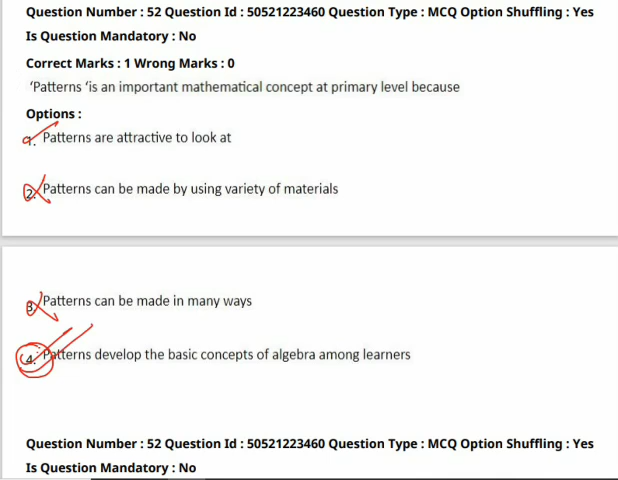 Question Number : 52 Question Id : 50521223460 Question Type : MCQ Option Shuffling : Yes
Is Question Mandatory : No
Correct Marks : 1 Wrong Marks : 0
‘Patterns ‘is an important mathematical concept at primary level because
Options :
1. Patterns are attractive to look at
2. Patterns can be made by using variety of materials
3. Patterns can be made in many ways
4. Patterns develop the basic concepts of algebra among learners
Question Number : 52 Question Id : 50521223460 Question Type : MCQ Option Shuffling : Yes
Is Question Mandatory : No